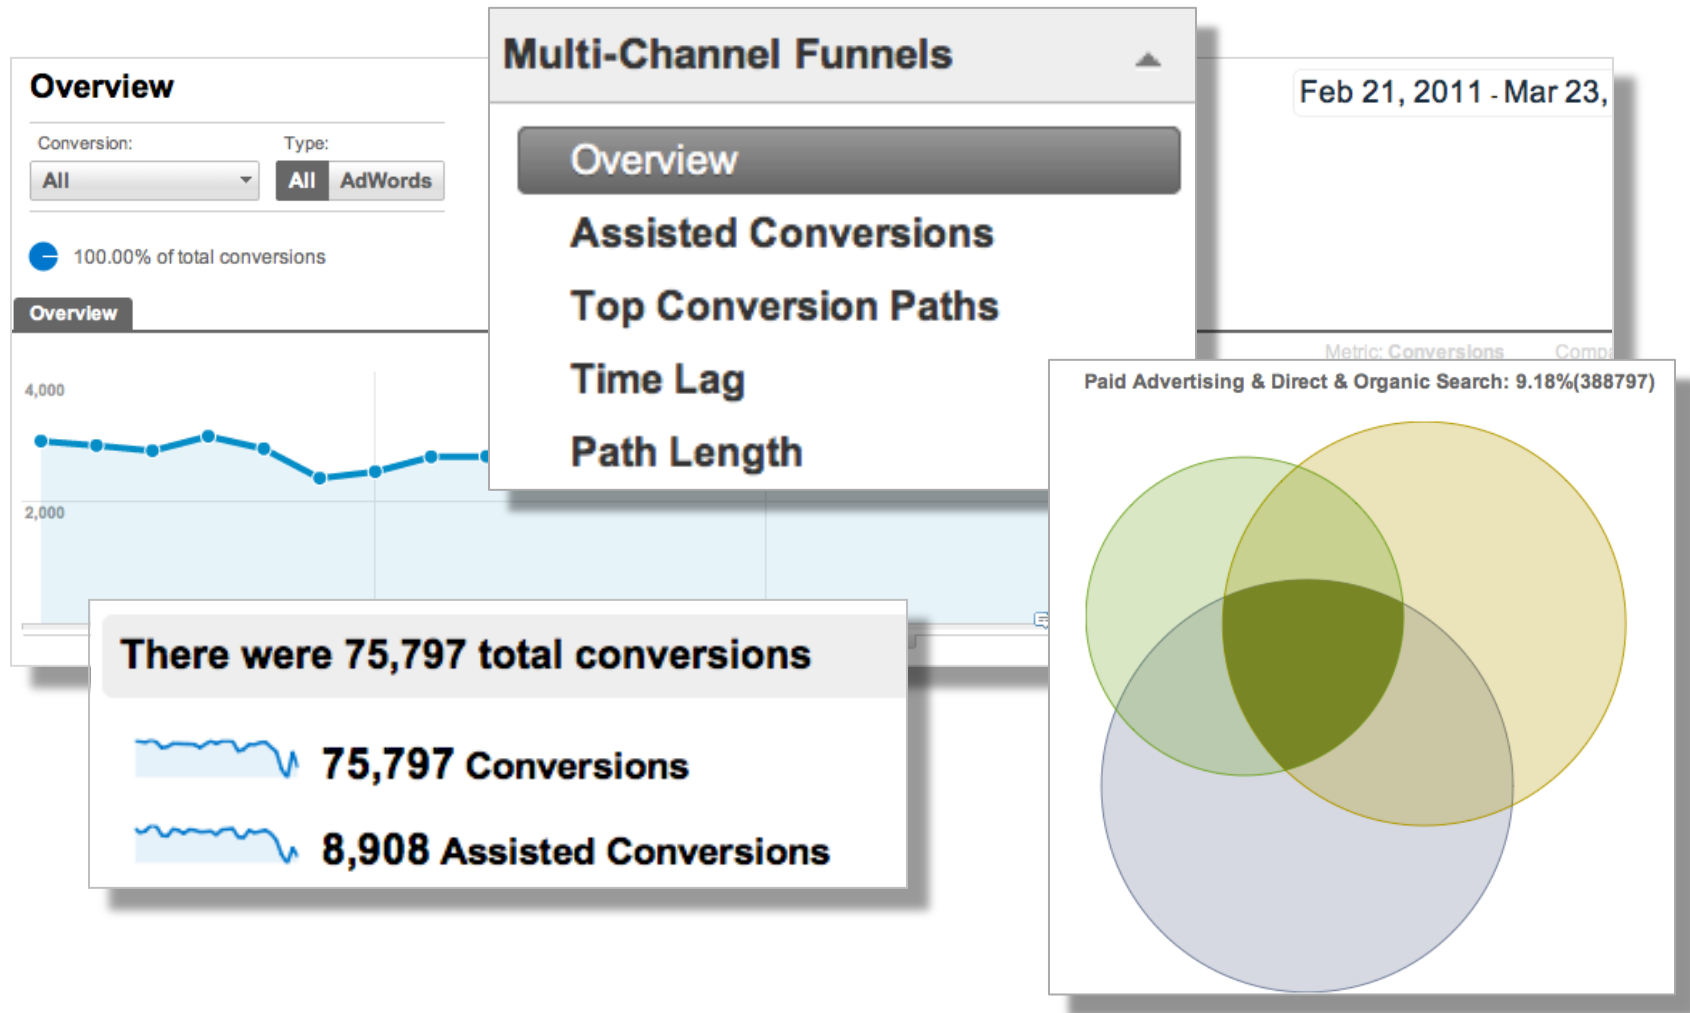 Multi-Channel Funnels
Overview
Assisted Conversions
Top Conversion Paths
Time Lag
Path Length
Overview
Conversion:
Type:
All
All
AdWords
100.00% of total conversions
Overview
Feb 21, 2011 - Mar 23,
Metric: Conversions
4,000
2,000
Paid Advertising & Direct & Organic Search: 9.18%(388797)
There were 75,797 total conversions
75,797 Conversions
8,908 Assisted Conversions